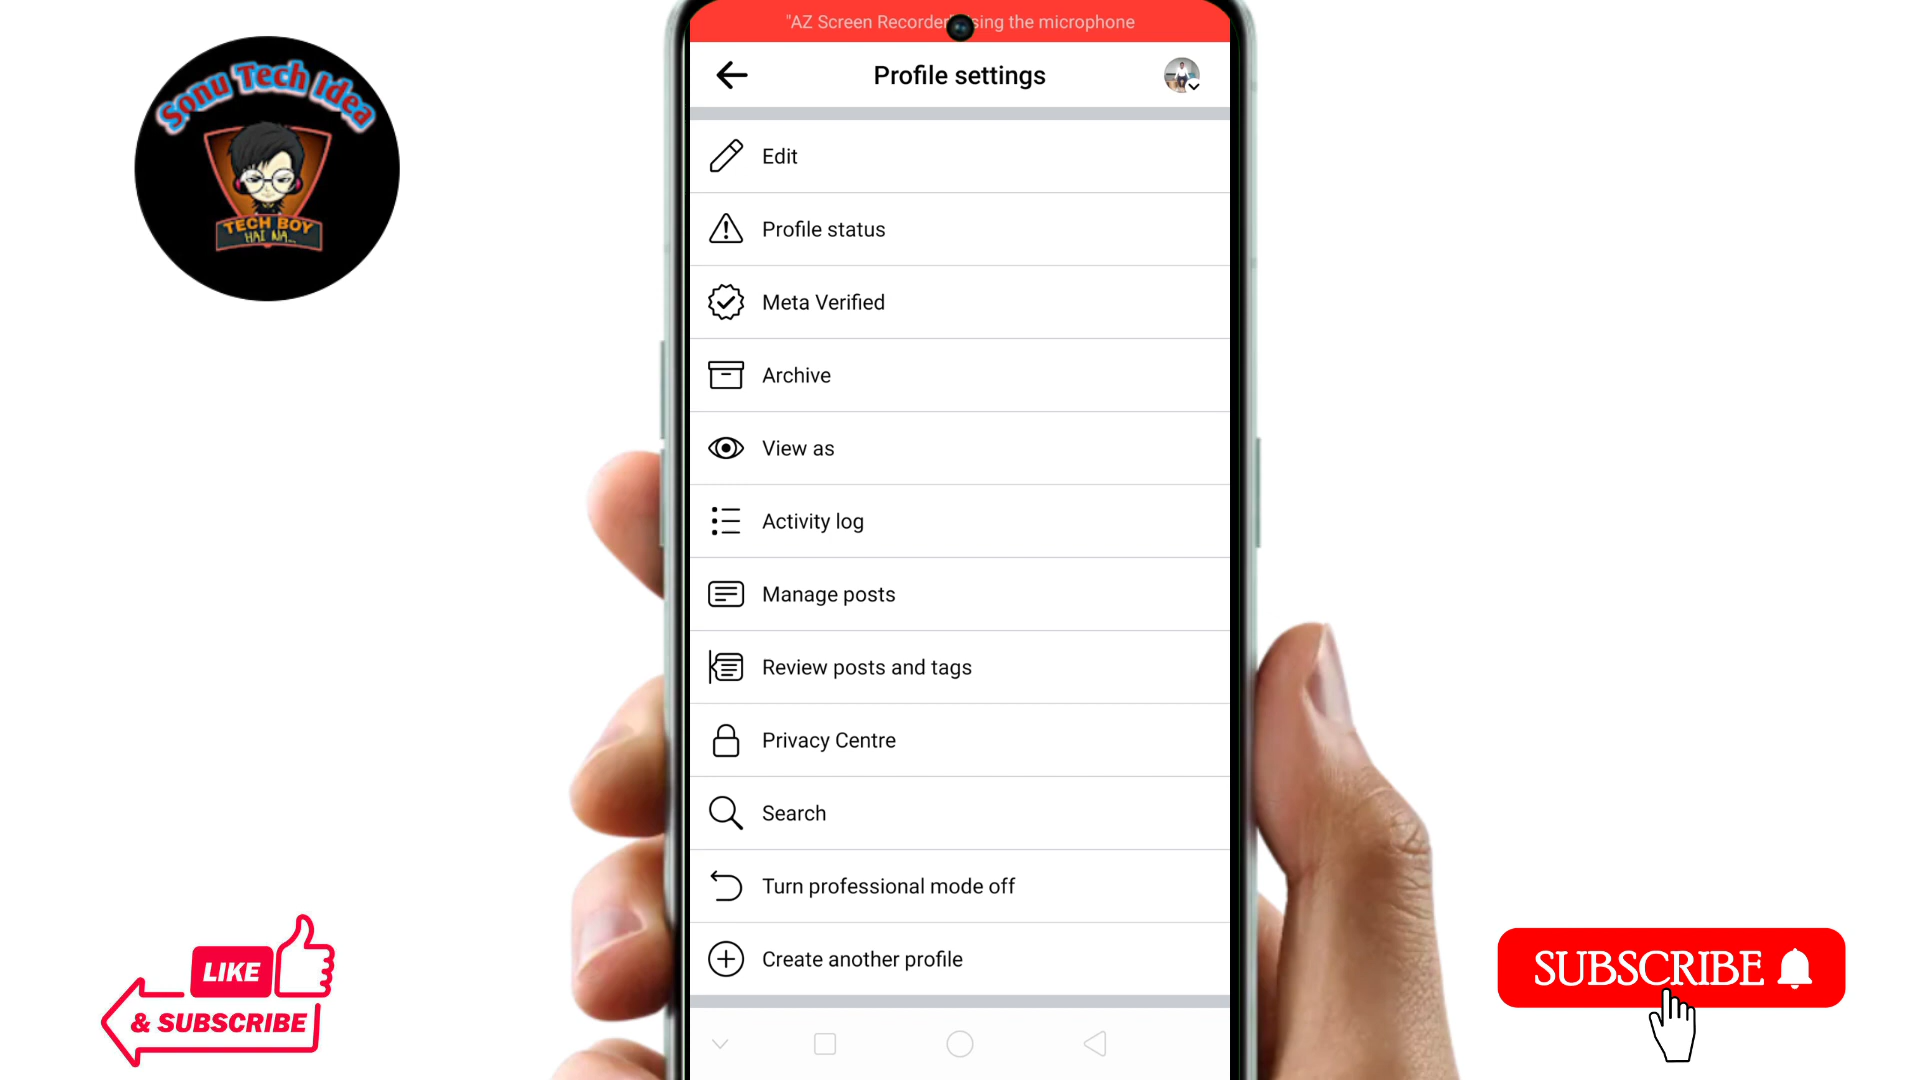 "AZ Screen Recorder sing the microphone
Profile settings
Sonu Tech Idea
TECH BOY
HAI NA...
Edit
Profile status
Meta Verified
Archive
View as
Activity log
Manage posts
Review posts and tags
Privacy Centre
Search
Turn professional mode off
Create another profile
LIKE
& SUBSCRIBE
SUBSCRIBE